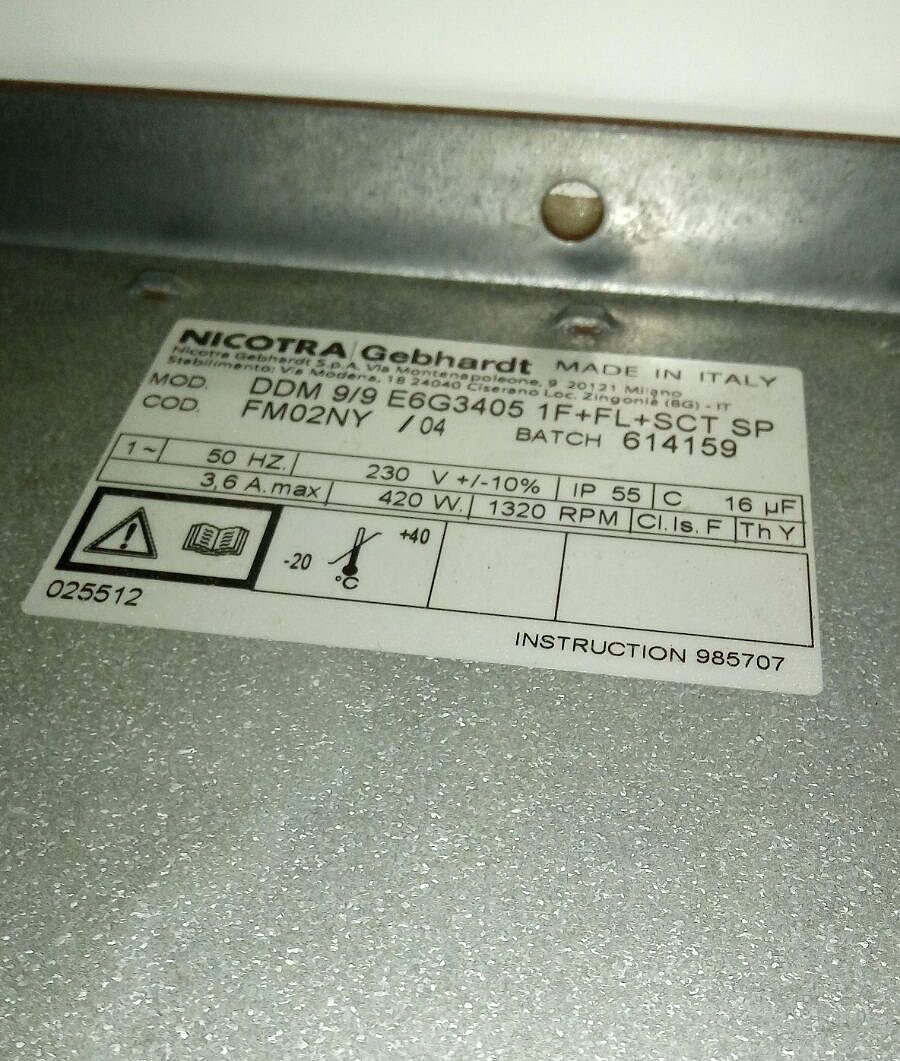 NICOTRA Gebhardt MADE IN ITALY
Nicotra Gebhardt S.p.A. Via Montenapoleone, 9 20121 Milano
Stabilimento: Via Modena, 18 24040 Ciserano Loc. Zingonia (BG) - IT
MOD. DDM 9/9 E6G3405 1F+FL+SCT SP
COD. FM02NY /04 BATCH 614159
1~ 50 HZ. 230 V +/-10% IP 55 C 16 µF
3,6 A.max 420 W. 1320 RPM Cl.Is. F Th Y
-20 °C +40
025512
INSTRUCTION 985707